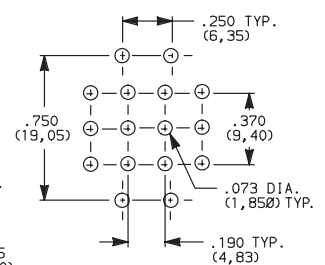 .250 TYP.
(6,35)
.750
(19,05)
.370
(9,40)
.073 DIA.
(1,850) TYP.
.190 TYP.
(4,83)